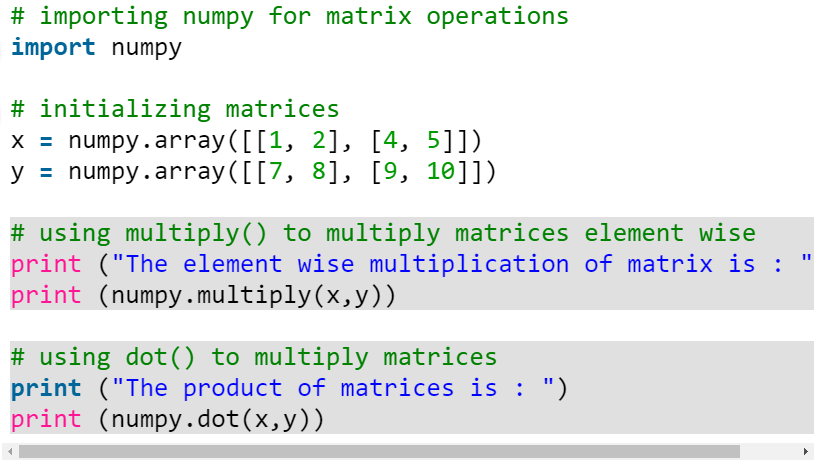 # importing numpy for matrix operations
import numpy
# initializing matrices
x = numpy.array([[1, 2], [4, 5]])
y = numpy.array([[7, 8], [9, 10]])
# using multiply() to multiply matrices element wise
print ("The element wise multiplication of matrix is : "
print (numpy.multiply(x,y))
# using dot() to multiply matrices
print ("The product of matrices is : ")
print (numpy.dot(x,y))